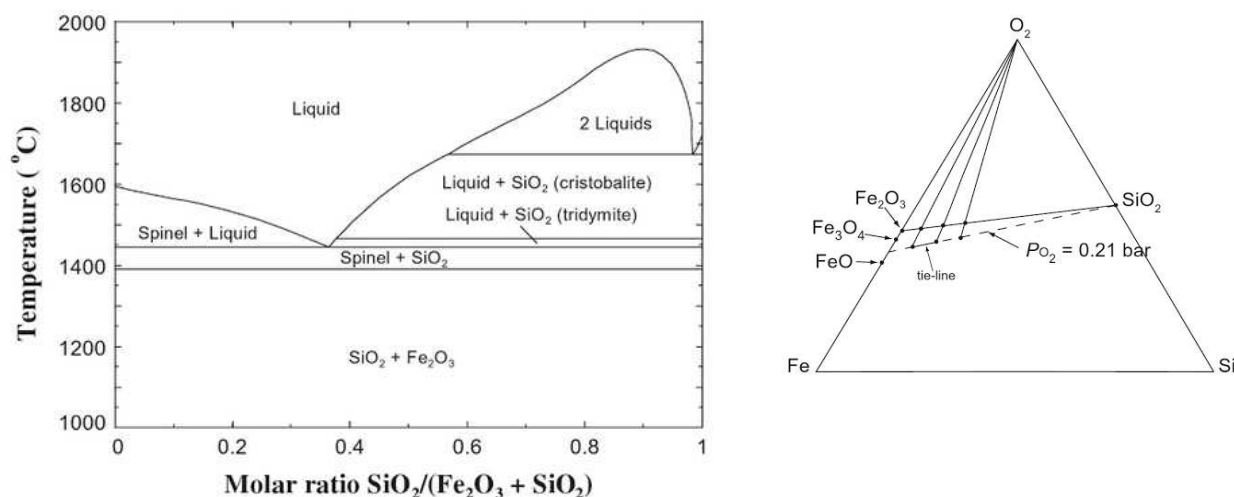 2000
1800
1600
1400
1200
1000
Temperature (°C)
Liquid
2 Liquids
Liquid + SiO₂ (cristobalite)
Liquid + SiO₂ (tridymite)
Spinel + Liquid
Spinel + SiO₂
SiO₂ + Fe₂O₃
0 0.2 0.4 0.6 0.8 1
Molar ratio SiO₂/(Fe₂O₃ + SiO₂)
O₂
Fe₂O₃
SiO₂
Fe₃O₄
FeO
PO₂ = 0.21 bar
tie-line
Fe
Si